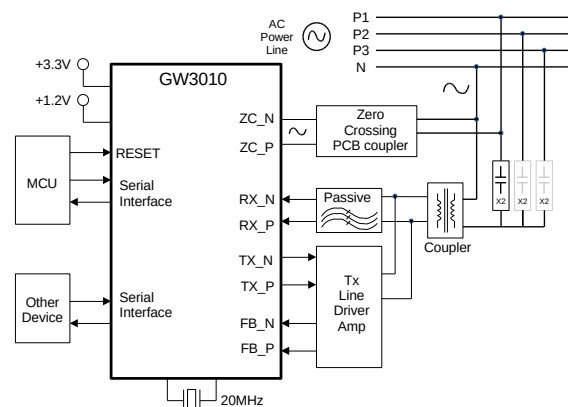 AC
Power
Line
P1
P2
P3
N
+3.3V
+1.2V
GW3010
ZC_N
ZC_P
Zero
Crossing
PCB coupler
MCU
RESET
Serial
Interface
RX_N
RX_P
Passive
Coupler
X2
X2
X2
TX_N
TX_P
FB_N
FB_P
Tx
Line
Driver
Amp
Other
Device
Serial
Interface
20MHz